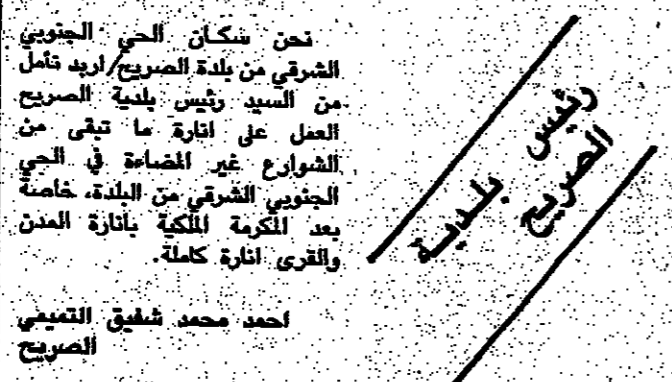 رئيس بلدية
الصريح
نحن سكان الحي الجنوبي
الشرقي من بلدة الصريح/اربد نأمل
من السيد رئيس بلدية الصريح
العمل على انارة ما تبقى من
الشوارع غير المضاءة في الحي
الجنوبي الشرقي من البلدة، خاصة
بعد المكرمة الملكية بانارة المدن
والقرى انارة كاملة.
احمد محمد شفيق التميمي
الصريح